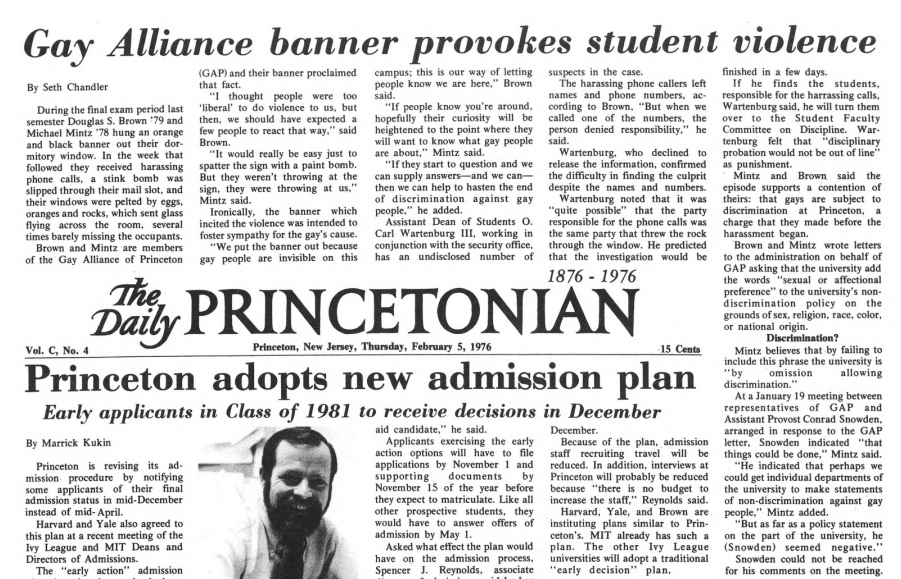 Gay Alliance banner provokes student violence
By Seth Chandler
During the final exam period last
semester Douglas S. Brown '79 and
Michael Mintz '78 hung an orange
and black banner out their dor-
mitory window. In the week that
followed they received harassing
phone calls, a stink bomb was
slipped through their mail slot, and
their windows were pelted by eggs,
oranges and rocks, which sent glass
flying across the room, several
times barely missing the occupants.
Brown and Mintz are members
of the Gay Alliance of Princeton
(GAP) and their banner proclaimed
that fact.
"I thought people were too
'liberal' to do violence to us, but
then, we should have expected a
few people to react that way," said
Brown.
"It would really be easy just to
spatter the sign with a paint bomb.
But they weren't throwing at the
sign, they were throwing at us,"
Mintz said.
Ironically, the banner which
incited the violence was intended to
foster sympathy for the gay's cause.
"We put the banner out because
gay people are invisible on this
campus; this is our way of letting
people know we are here," Brown
said.
"If people know you're around,
hopefully their curiosity will be
heightened to the point where they
will want to know what gay people
are about," Mintz said.
"If they start to question and we
can supply answers—and we can—
then we can help to hasten the end
of discrimination against gay
people," he added.
Assistant Dean of Students O.
Carl Wartenburg III, working in
conjunction with the security office,
has an undisclosed number of
suspects in the case.
The harassing phone callers left
names and phone numbers, ac-
cording to Brown, "But when we
called one of the numbers, the
person denied responsibility," he
said.
Wartenburg, who declined to
release the information, confirmed
the difficulty in finding the culprit
despite the names and numbers.
Wartenburg noted that it was
"quite possible" that the party
responsible for the phone calls was
the same party that threw the rock
through the window. He predicted
that the investigation would be
finished in a few days.
If he finds the students,
responsible for the harrassing calls,
Wartenburg said, he will turn them
over to the Student Faculty
Committee on Discipline. War-
tenburg felt that "disciplinary
probation would not be out of line"
as punishment.
Mintz and Brown said the
episode supports a contention of
theirs: that gays are subject to
discrimination at Princeton, a
charge that they made before the
harassment began.
Brown and Mintz wrote letters
to the administration on behalf of
GAP asking that the university add
the words "sexual or affectional
preference" to the university's non-
discrimination policy on the
grounds of sex, religion, race, color,
or national origin.
Discrimination?
Mintz believes that by failing to
include this phrase the university is
"by omission allowing
discrimination."
At a January 19 meeting between
representatives of GAP and
Assistant Provost Conrad Snowden,
arranged in response to the GAP
letter, Snowden indicated "that
things could be done," Mintz said.
"He indicated that perhaps we
could get individual departments of
the university to make statements
of non-discrimination against gay
people," Mintz added.
"But as far as a policy statement
on the part of the university, he
(Snowden) seemed negative."
Snowden could not be reached
for his comments on the meeting.
1876 - 1976
The Daily PRINCETONIAN
Vol. C, No. 4 Princeton, New Jersey, Thursday, February 5, 1976 15 Cents
Princeton adopts new admission plan
Early applicants in Class of 1981 to receive decisions in December
By Marrick Kukin
Princeton is revising its ad-
mission procedure by notifying
some applicants of their final
admission status in mid-December
instead of mid-April.
Harvard and Yale also agreed to
this plan at a recent meeting of the
Ivy League and MIT Deans and
Directors of Admissions.
The "early action" admission
aid candidate," he said.
Applicants exercising the early
action options will have to file
applications by November 1 and
supporting documents by
November 15 of the year before
they expect to matriculate. Like all
other prospective students, they
would have to answer offers of
admission by May 1.
Asked what effect the plan would
have on the admission process,
Spencer J. Reynolds, associate
December.
Because of the plan, admission
staff recruiting travel will be
reduced. In addition, interviews at
Princeton will probably be reduced
because "there is no budget to
increase the staff," Reynolds said.
Harvard, Yale, and Brown are
instituting plans similar to Prin-
ceton's. MIT already has such a
plan. The other Ivy League
universities will adopt a traditional
"early decision" plan.